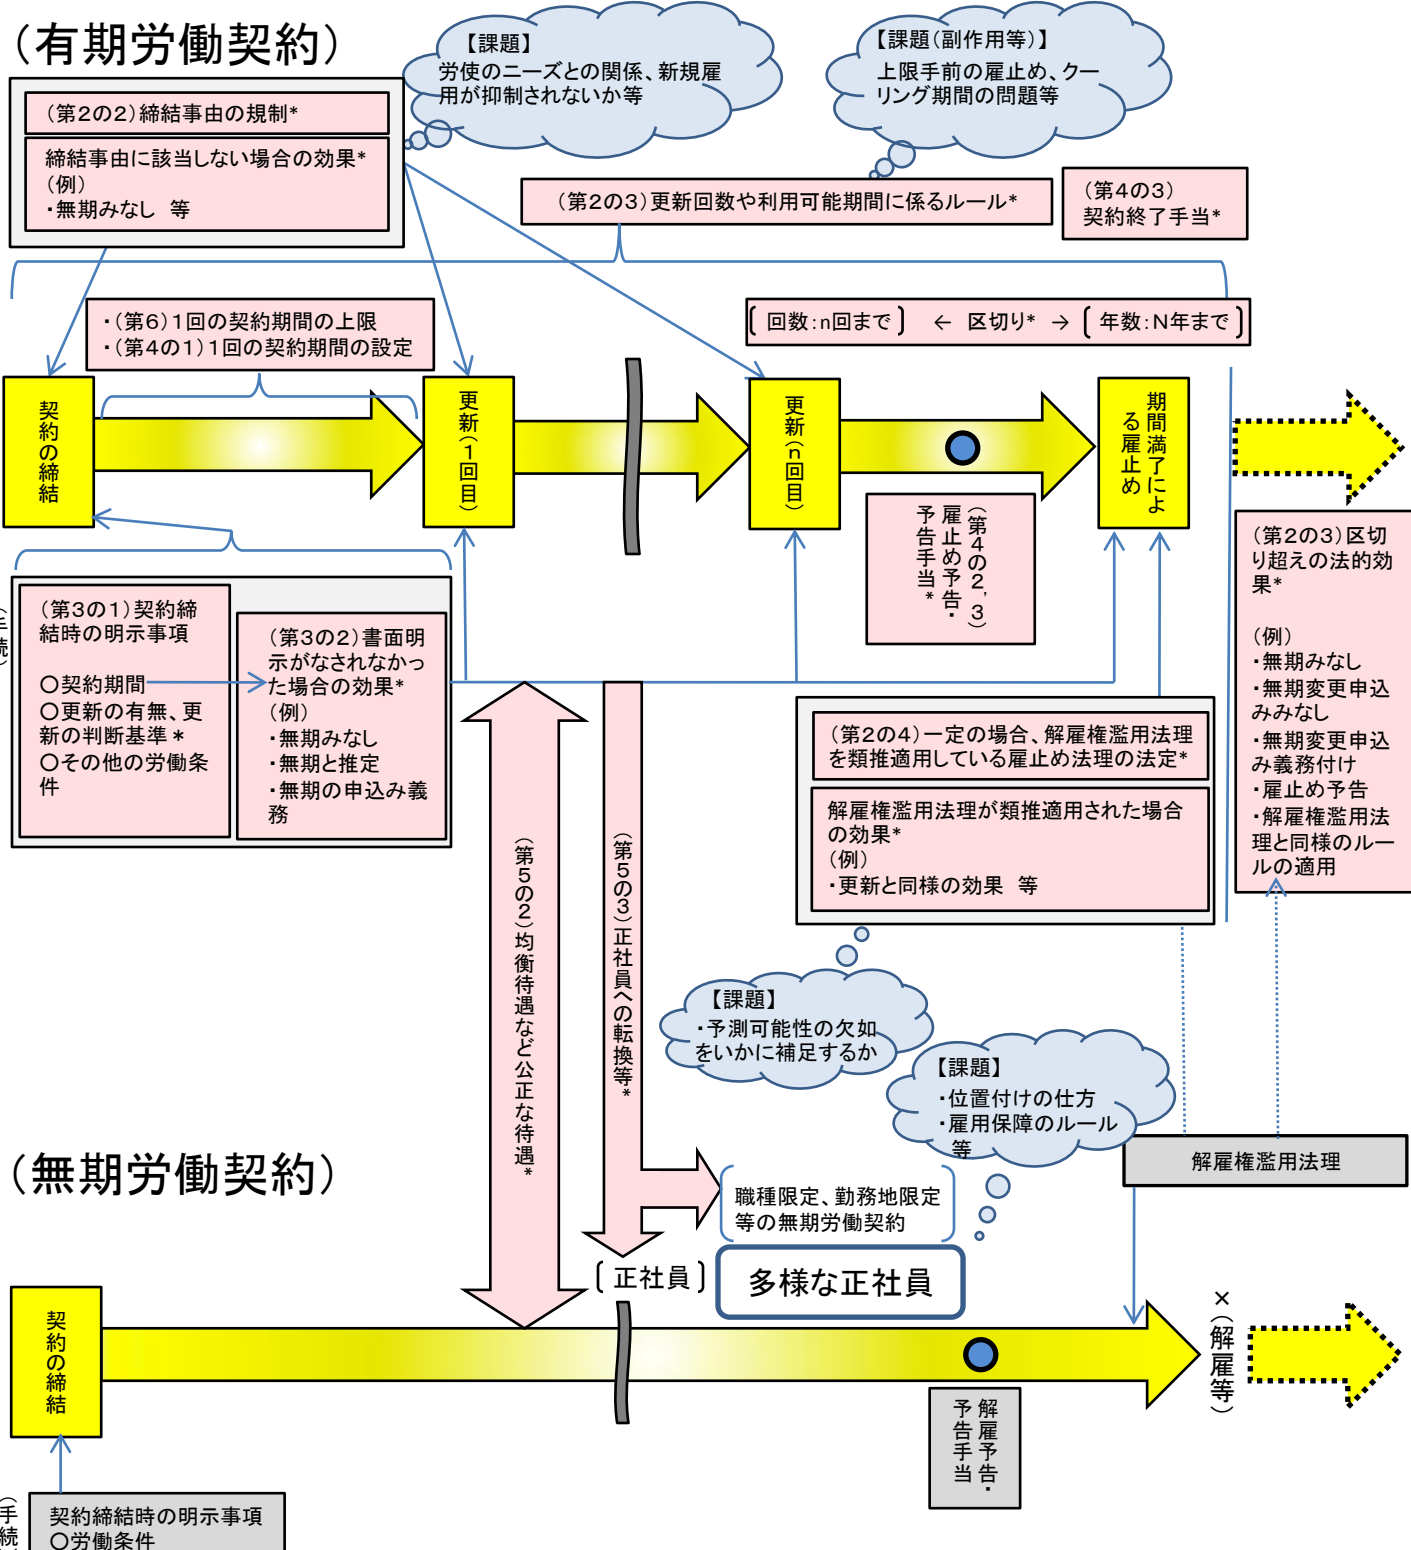 （有期労働契約）
【課題】
労使のニーズとの関係、新規雇
用が抑制されないか等
【課題（副作用等）】
上限手前の雇止め、クー
リング期間の問題等
（第2の2）締結事由の規制*
締結事由に該当しない場合の効果*
（例）
・無期みなし　等
（第2の3）更新回数や利用可能期間に係るルール*
（第4の3）
契約終了手当*
・（第6）1回の契約期間の上限
・（第4の1）1回の契約期間の設定
〔 回数：n回まで 〕　←　区切り*　→　〔 年数：N年まで 〕
契約の締結
更新（1回目）
更新（n回目）
期間満了によ
る雇止め
（第4の2，3）
雇止め予告・
予告手当*
（第2の3）区切
り超えの法的効
果*
（例）
・無期みなし
・無期変更申込
みみなし
・無期変更申込
み義務付け
・雇止め予告
・解雇権濫用法
理と同様のルー
ルの適用
（手続）
（第3の1）契約締
結時の明示事項
○契約期間
○更新の有無、更
新の判断基準＊
○その他の労働条
件
（第3の2）書面明
示がなされなかっ
た場合の効果*
（例）
・無期みなし
・無期と推定
・無期の申込み義
務
（第2の4）一定の場合、解雇権濫用法理
を類推適用している雇止め法理の法定*
解雇権濫用法理が類推適用された場合
の効果*
（例）
・更新と同様の効果　等
（第5の2）均衡待遇など公正な待遇*
（第5の3）正社員への転換等*
【課題】
・予測可能性の欠如
をいかに補足するか
【課題】
・位置付けの仕方
・雇用保障のルール
等
解雇権濫用法理
（無期労働契約）
職種限定、勤務地限定
等の無期労働契約
〔 正社員 〕
多様な正社員
契約の締結
×（解雇等）
解雇予告・
予告手当
（手続）
契約締結時の明示事項
○労働条件